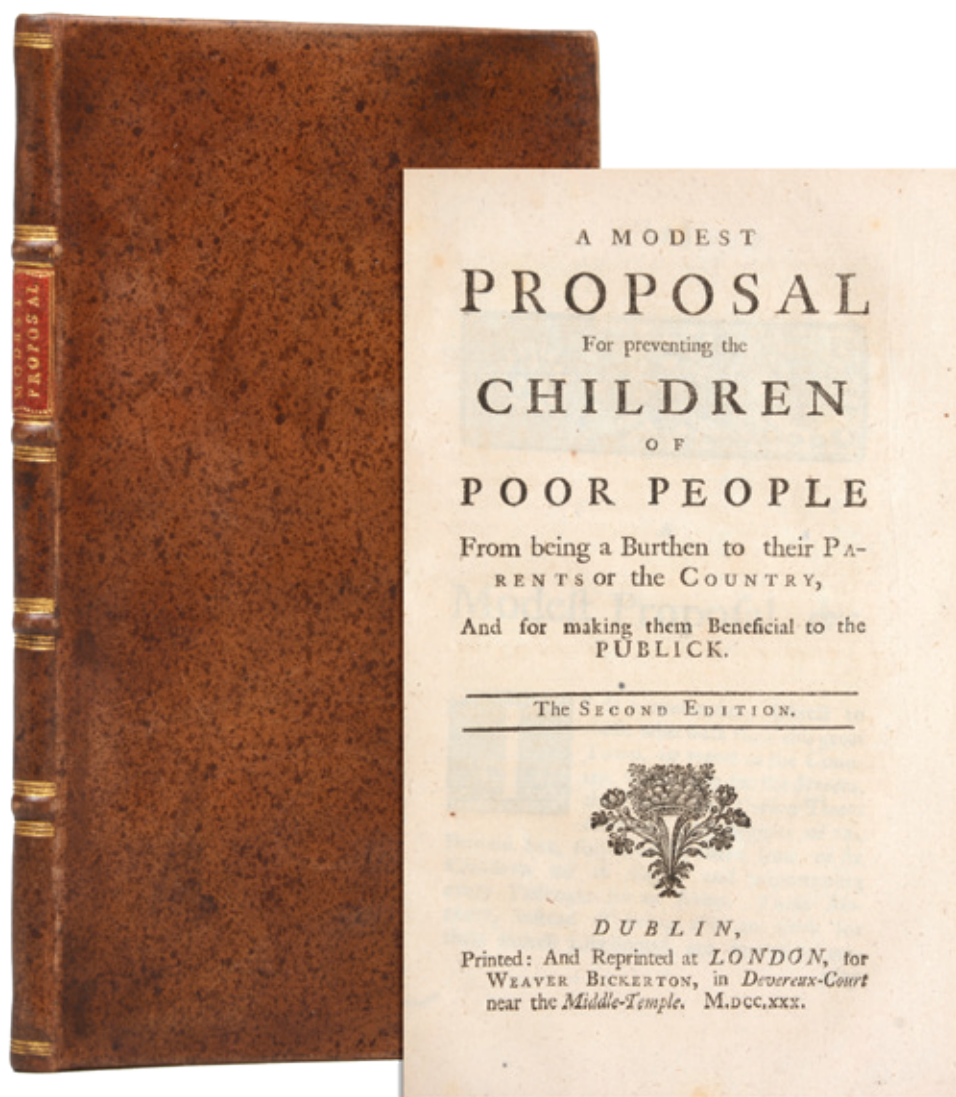 MODEST
PROPOSAL
A MODEST
PROPOSAL
For preventing the
CHILDREN
OF
POOR PEOPLE
From being a Burthen to their PA-
RENTS or the COUNTRY,
And for making them Beneficial to the
PUBLICK.
The SECOND EDITION.
DUBLIN,
Printed: And Reprinted at LONDON, for
WEAVER BICKERTON, in Devereux-Court
near the Middle-Temple. M.DCC.XXX.